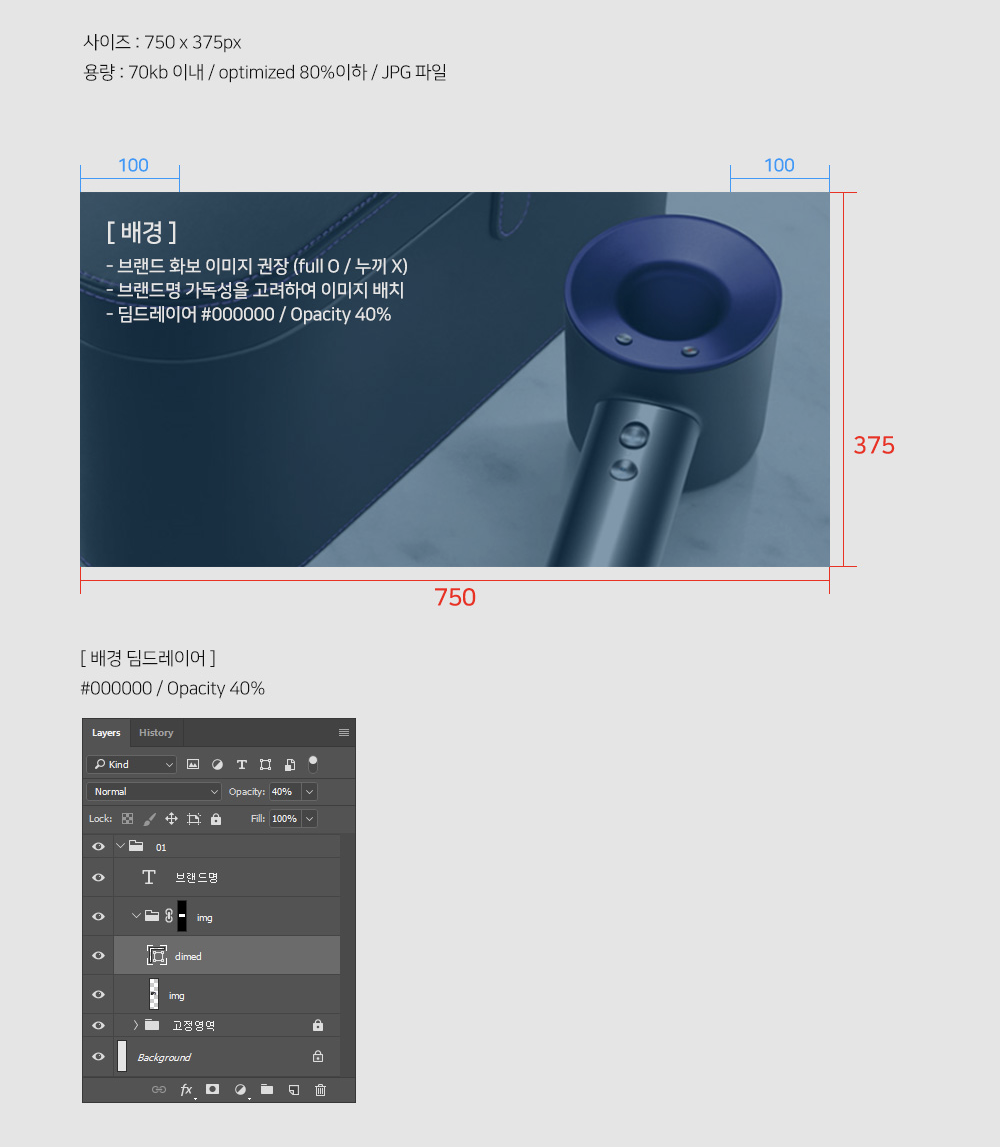 사이즈 : 750 x 375px
용량 : 70kb 이내 / optimized 80%이하 / JPG 파일
100
100
[ 배경 ]
- 브랜드 화보 이미지 권장 (full O / 누끼 X)
- 브랜드명 가독성을 고려하여 이미지 배치
- 딤드레이어 #000000 / Opacity 40%
375
750
[ 배경 딤드레이어 ]
#000000 / Opacity 40%
Layers History
Kind
Normal Opacity: 40%
Lock: Fill: 100%
01
브랜드명
img
dimed
img
고정영역
Background
fx